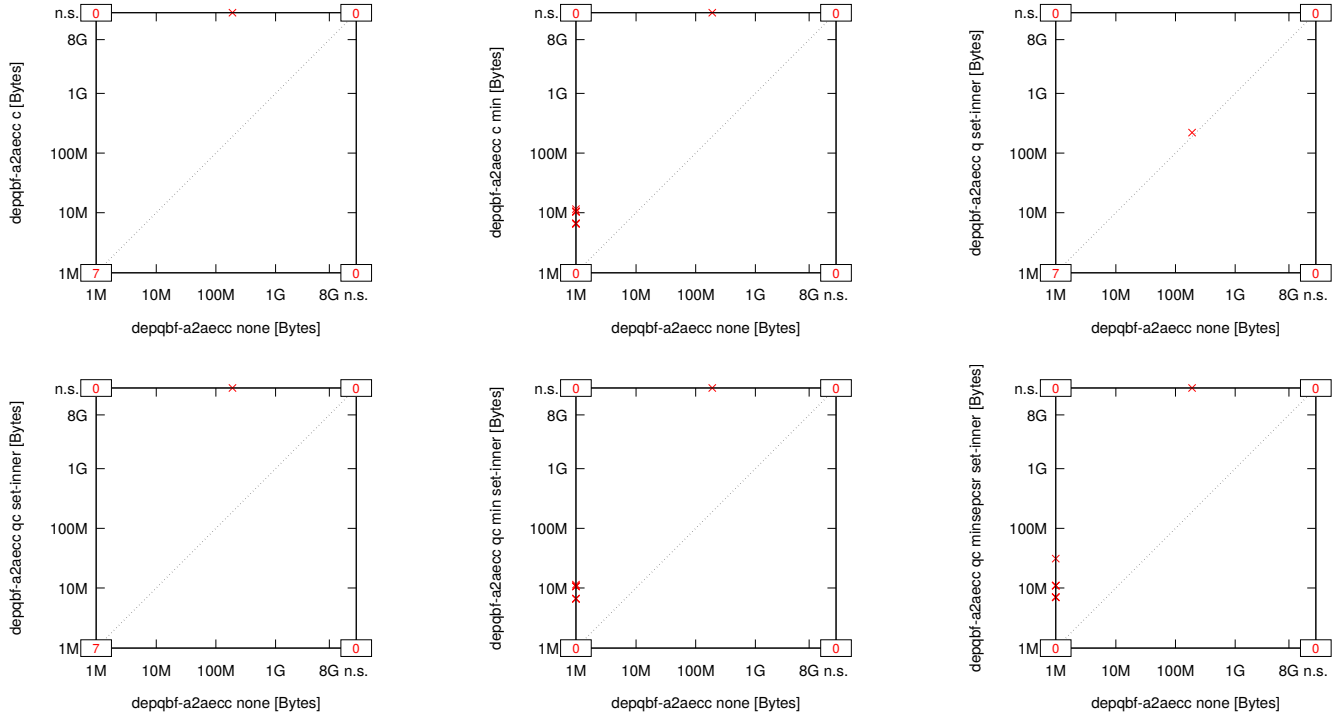 n.s. 0 0
8G
1G
100M
10M
1M 7 0
1M 10M 100M 1G 8G n.s.
depqbf-a2aecc c [Bytes]
depqbf-a2aecc none [Bytes]
n.s. 0 0
8G
1G
100M
10M
1M 0 0
1M 10M 100M 1G 8G n.s.
depqbf-a2aecc c min [Bytes]
depqbf-a2aecc none [Bytes]
n.s. 0 0
8G
1G
100M
10M
1M 7 0
1M 10M 100M 1G 8G n.s.
depqbf-a2aecc q set-inner [Bytes]
depqbf-a2aecc none [Bytes]
n.s. 0 0
8G
1G
100M
10M
1M 7 0
1M 10M 100M 1G 8G n.s.
depqbf-a2aecc qc set-inner [Bytes]
depqbf-a2aecc none [Bytes]
n.s. 0 0
8G
1G
100M
10M
1M 0 0
1M 10M 100M 1G 8G n.s.
depqbf-a2aecc qc min set-inner [Bytes]
depqbf-a2aecc none [Bytes]
n.s. 0 0
8G
1G
100M
10M
1M 0 0
1M 10M 100M 1G 8G n.s.
depqbf-a2aecc qc minsepcsr set-inner [Bytes]
depqbf-a2aecc none [Bytes]